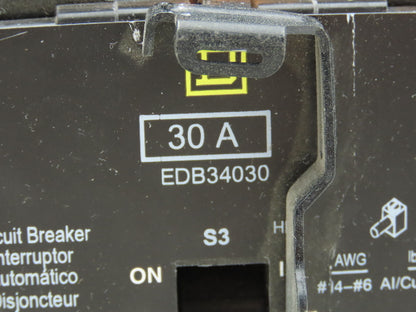 30 A
EDB34030
S3
cuit Breaker
nterruptor
utomático
Disjoncteur
ON
I
AWG
#14-#6
Al/Cu